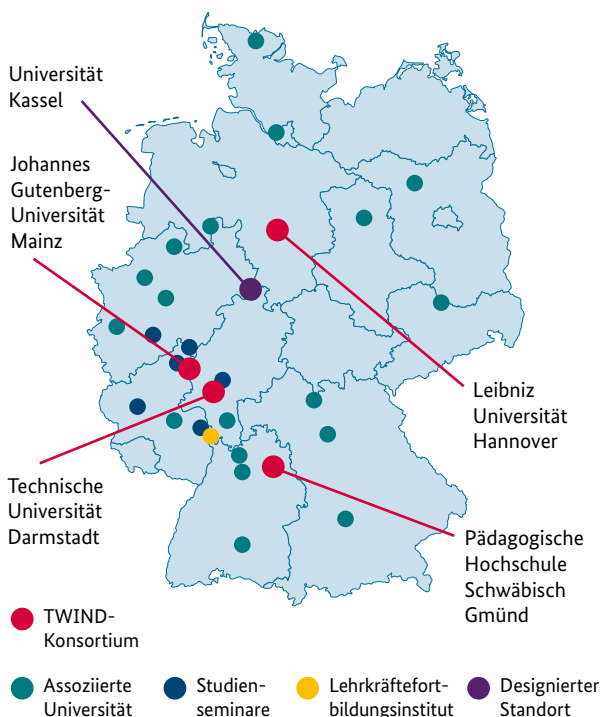 Universität
Kassel
Johannes
Gutenberg-
Universität
Mainz
Leibniz
Universität
Hannover
Technische
Universität
Darmstadt
Pädagogische
Hochschule
Schwäbisch
Gmünd
TWIND-
Konsortium
Assoziierte
Universität
Studien-
seminare
Lehrkräftefort-
bildungsinstitut
Designierter
Standort